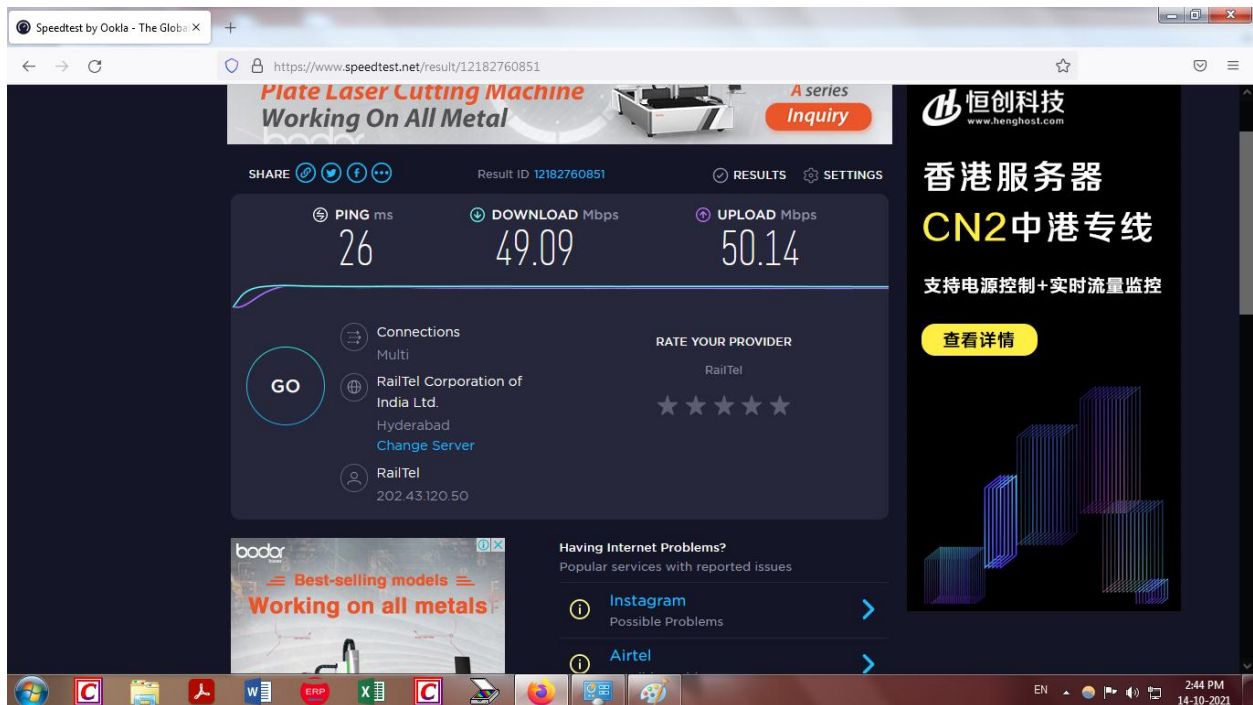 Speedtest by Ookla - The Globa
https://www.speedtest.net/result/12182760851
Plate Laser Cutting Machine
Working On All Metal
bodor
A series
Inquiry
恒创科技
www.henghost.com
香港服务器
CN2中港专线
支持电源控制+实时流量监控
查看详情
SHARE
Result ID 12182760851
RESULTS
SETTINGS
PING ms
DOWNLOAD Mbps
UPLOAD Mbps
26
49.09
50.14
GO
Connections
Multi
RailTel Corporation of
India Ltd.
Hyderabad
Change Server
RailTel
202.43.120.50
RATE YOUR PROVIDER
RailTel
bodor
Best-selling models
Working on all metals
Having Internet Problems?
Popular services with reported issues
Instagram
Possible Problems
Airtel
C
W
ERP
X
C
EN
2:44 PM
14-10-2021